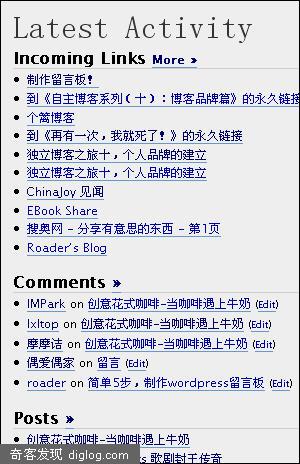 Latest Activity
Incoming Links More »
制作留言板!
到《自主博客系列(十):博客品牌篇》的永久链接
个篱博客
到《再有一次,我就死了!》的永久链接
独立博客之旅十,个人品牌的建立
独立博客之旅十,个人品牌的建立
ChinaJoy 见闻
EBook Share
搜奥网 - 分享有意思的东西 - 第1页
Roader's Blog
Comments »
IMPark on 创意花式咖啡-当咖啡遇上牛奶 (Edit)
lxltop on 创意花式咖啡-当咖啡遇上牛奶 (Edit)
摩摩诘 on 创意花式咖啡-当咖啡遇上牛奶 (Edit)
偶爱偶家 on 留言 (Edit)
roader on 简单5步,制作wordpress留言板 (Edit)
Posts »
创意花式咖啡-当咖啡遇上牛奶
奇客发现 diglog.com
歌剧封干传奇